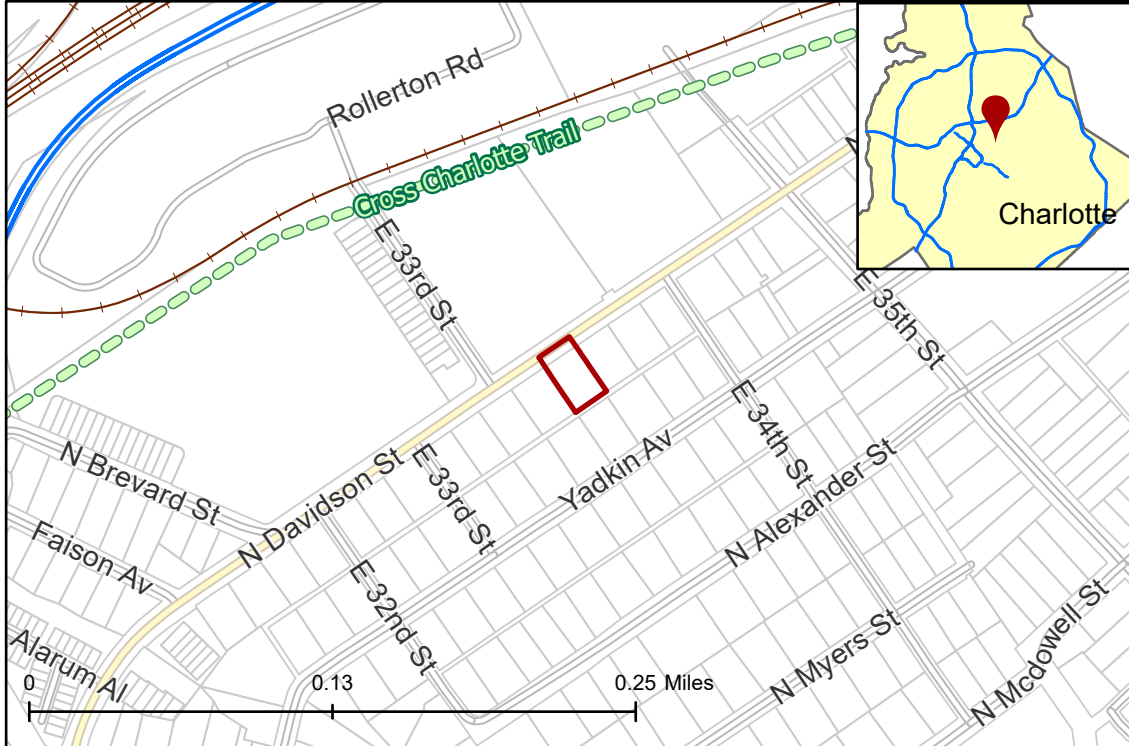 Rollerton Rd
Cross Charlotte Trail
Charlotte
E 33rd St
E 35th St
E 34th St
N Davidson St
E 33rd St
Yadkin Av
N Alexander St
N Brevard St
Faison Av
E 32nd St
Alarum Al
N Myers St
N Mcdowell St
0 0.13 0.25 Miles